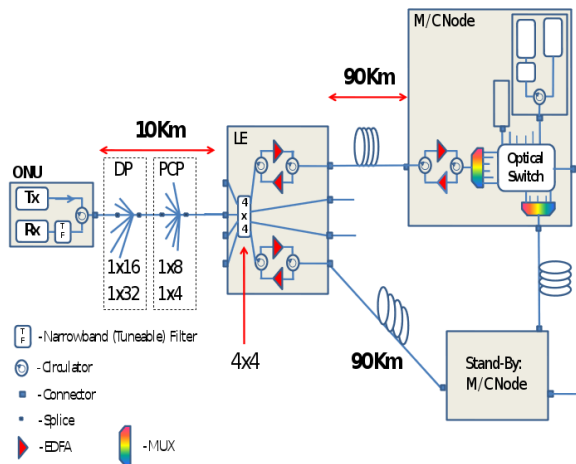 M/CNode
90Km
10Km
LE
ONU
DP
PCP
Tx
Rx
T
F
4
x
4
Optical
Switch
1x16
1x8
1x32
1x4
T
F
-Narrowband (Tuneable) Filter
-Circulator
-Connector
-Splice
-EDFA
-MUX
4x4
90Km
Stand-By:
M/CNode